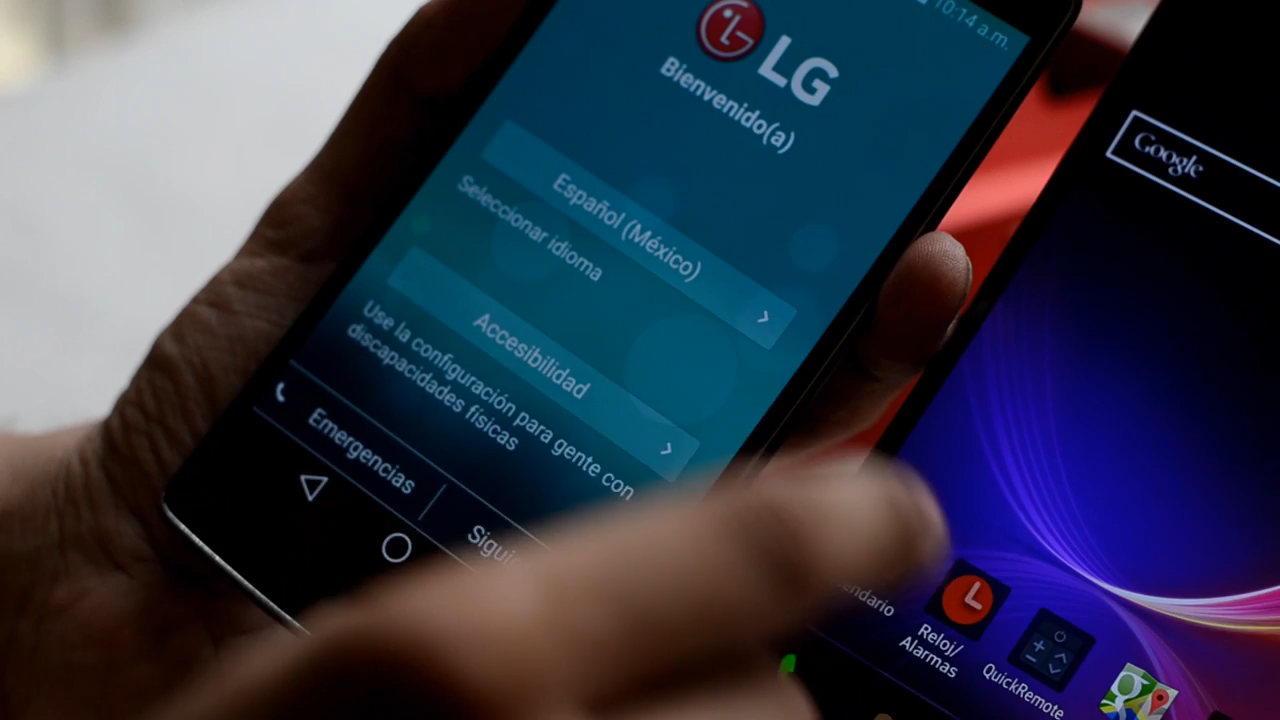 10:14 a.m.
LG
Bienvenido(a)
Español (México)
Seleccionar idioma
Accesibilidad
Use la configuración para gente con
discapacidades físicas
Emergencias
Google
Reloj/
Alarmas
QuickRemote